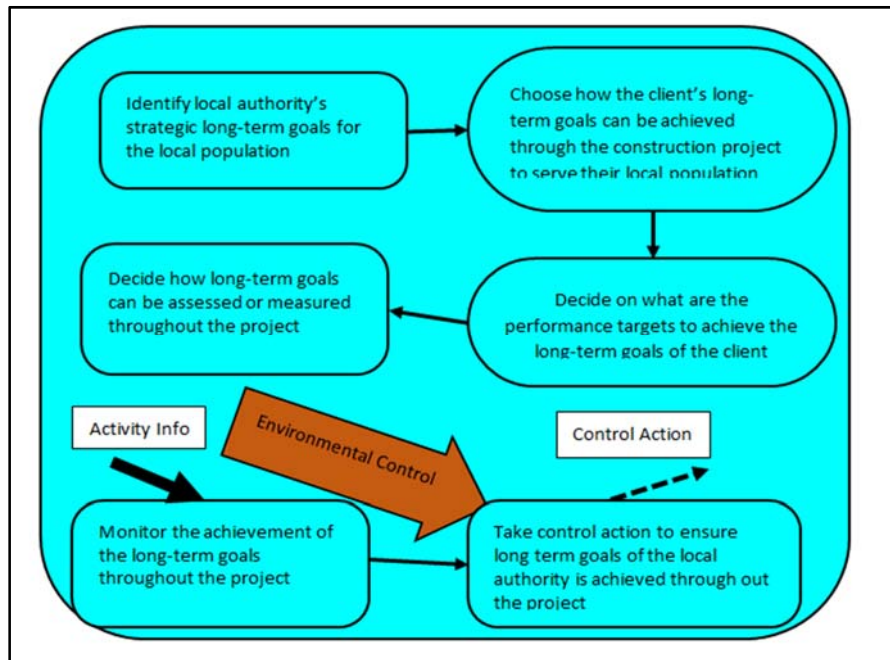 Identify local authority's
strategic long-term goals for
the local population
Choose how the client's long-
term goals can be achieved
through the construction project
to serve their local population
Decide how long-term goals
can be assessed or measured
throughout the project
Decide on what are the
performance targets to achieve the
long-term goals of the client
Activity Info
Environmental Control
Control Action
Monitor the achievement of
the long-term goals
throughout the project
Take control action to ensure
long term goals of the local
authority is achieved through out
the project